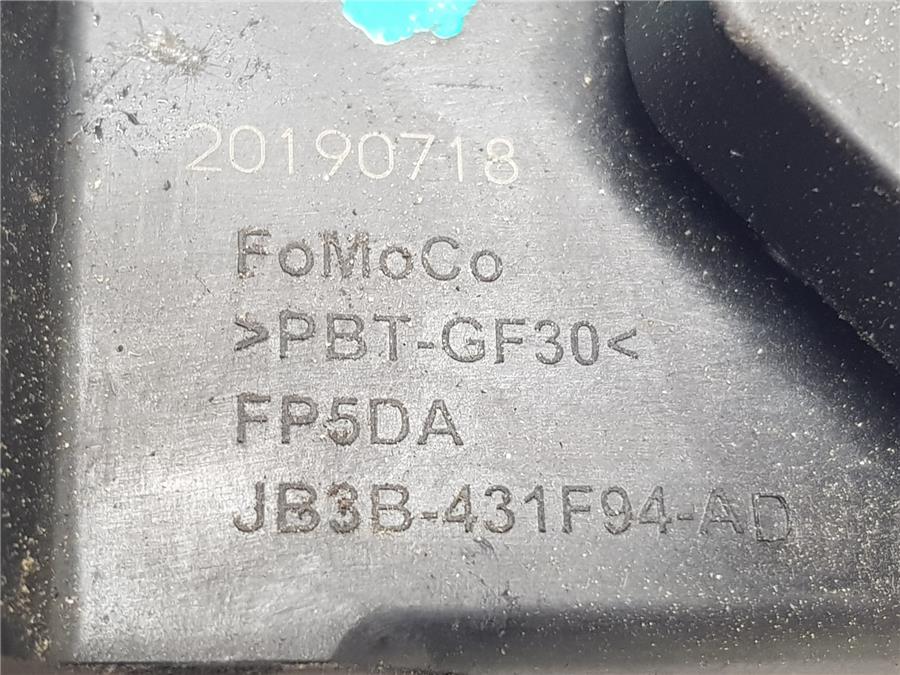 20190718
FoMoCo
>PBT-GF30<
FP5DA
JB3B-431F94-AD